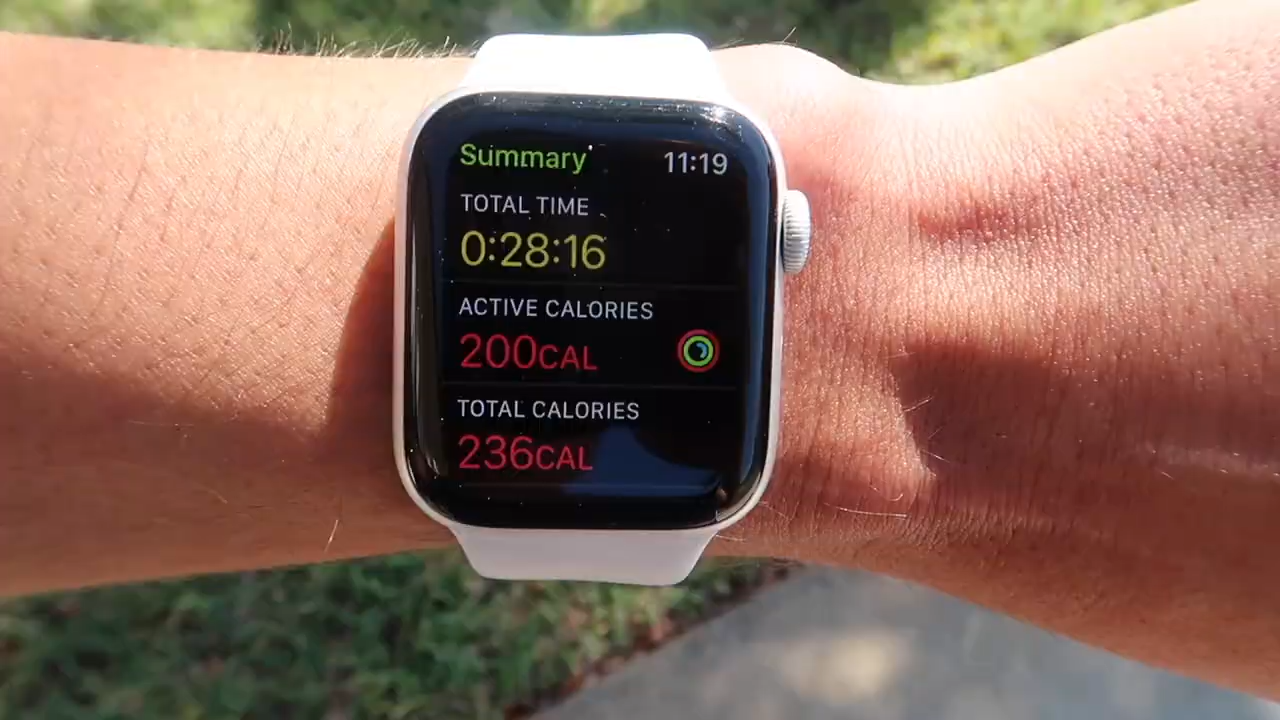 Summary 11:19
TOTAL TIME
0:28:16
ACTIVE CALORIES
200CAL
TOTAL CALORIES
236CAL